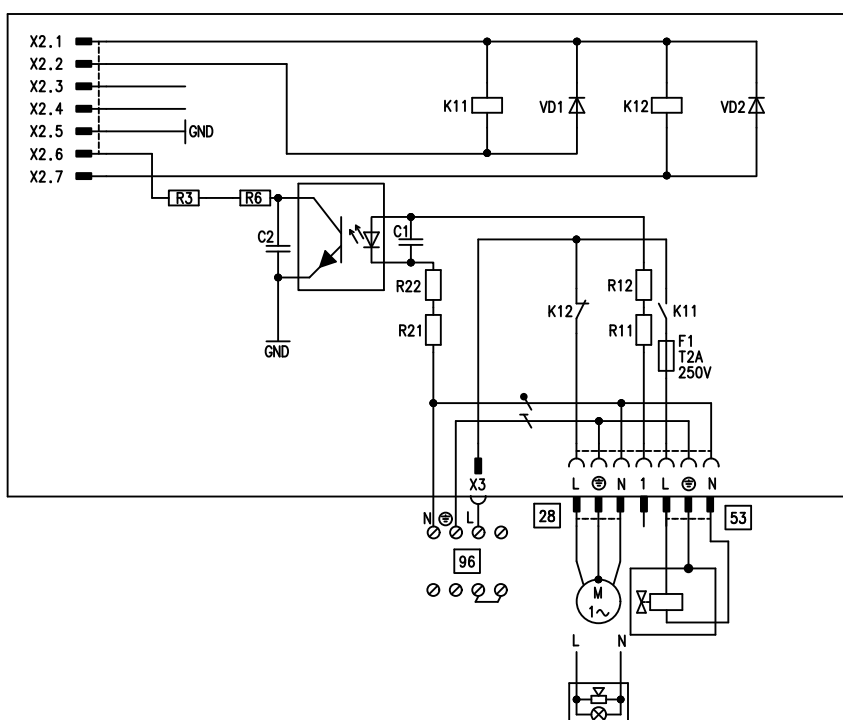 X2.1
X2.2
X2.3
X2.4
X2.5
X2.6
X2.7
GND
K11
VD1
K12
VD2
R3
R6
C2
C1
GND
R22
R21
K12
R12
R11
K11
F1
T2A
250V
X3
L
N
1
L
N
N
L
28
53
96
M
1~
L
N